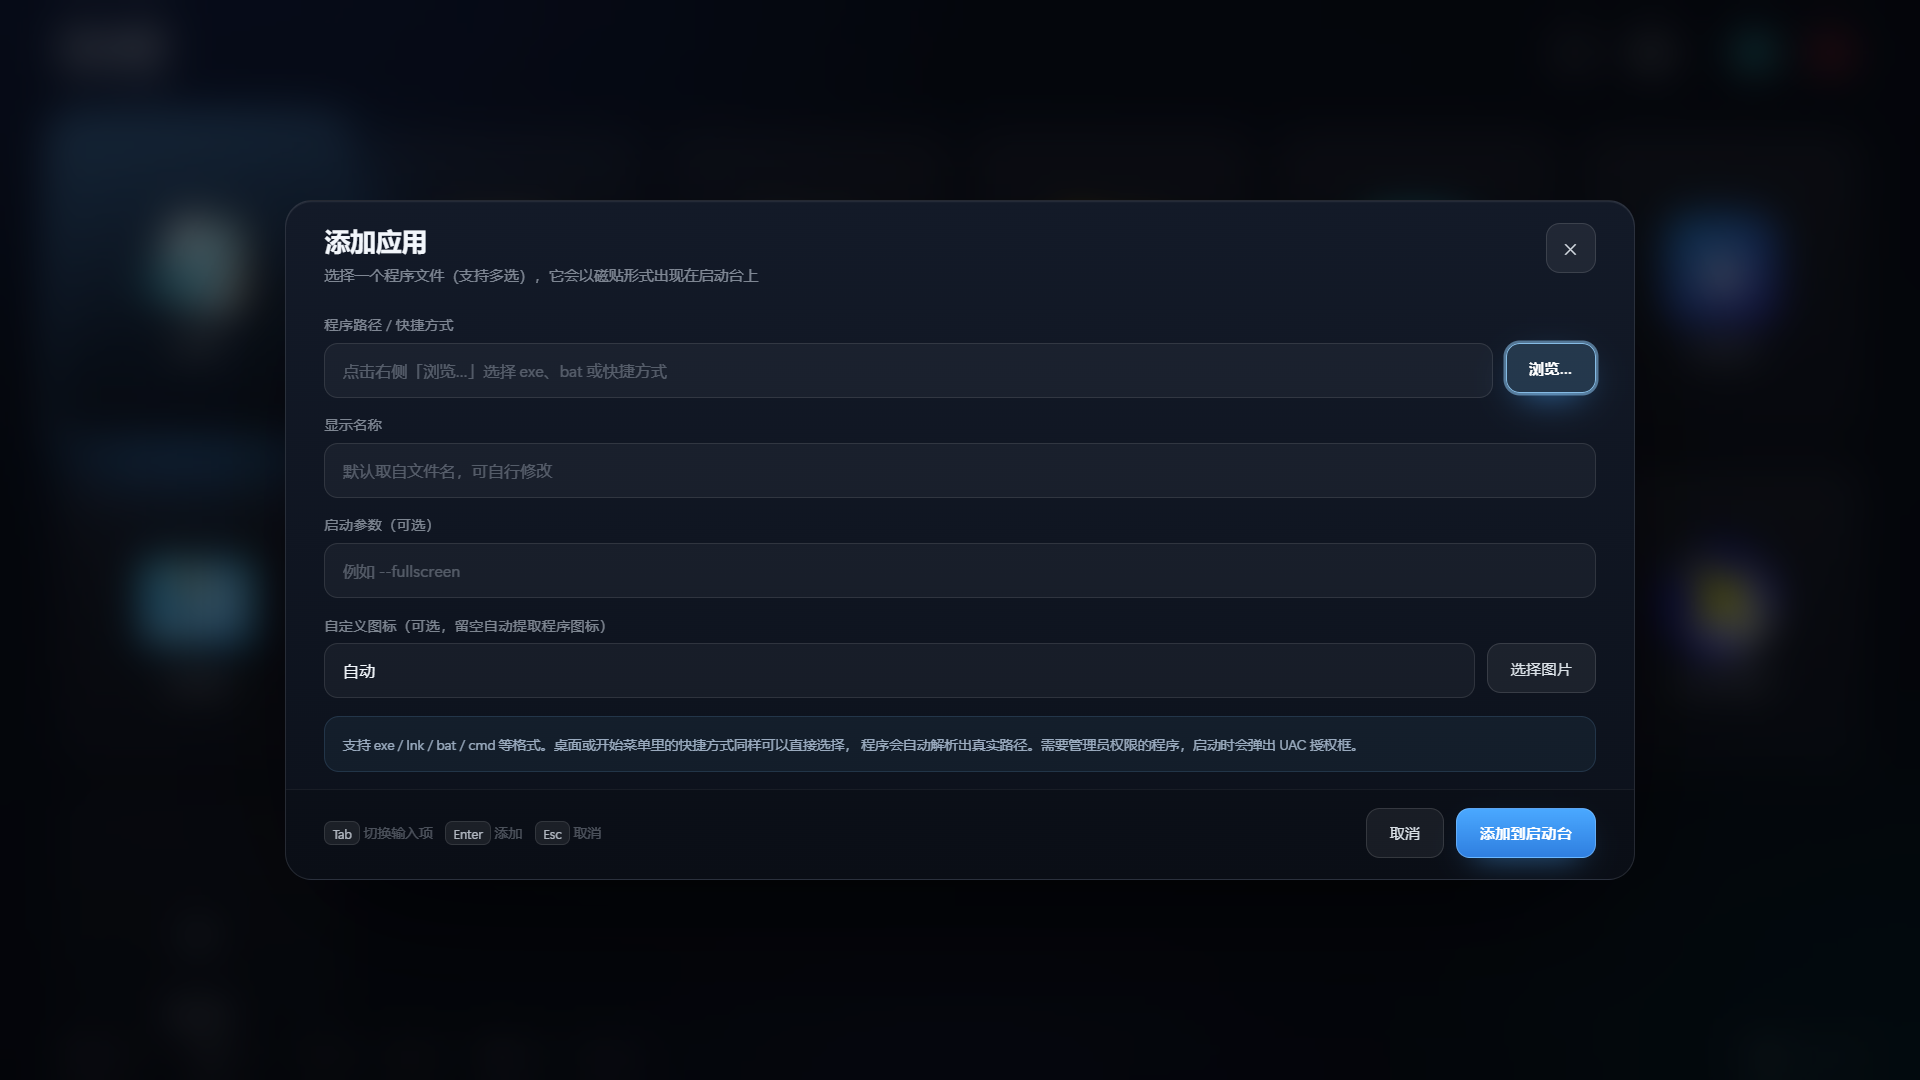 添加应用
选择一个程序文件（支持多选），它会以磁贴形式出现在启动台上
程序路径 / 快捷方式
点击右侧「浏览...」选择 exe、bat 或快捷方式
浏览...
显示名称
默认取自文件名，可自行修改
启动参数（可选）
例如 --fullscreen
自定义图标（可选，留空自动提取程序图标）
自动
选择图片
支持 exe / lnk / bat / cmd 等格式。桌面或开始菜单里的快捷方式同样可以直接选择， 程序会自动解析出真实路径。需要管理员权限的程序，启动时会弹出 UAC 授权框。
Tab 切换输入项 Enter 添加 Esc 取消
取消
添加到启动台